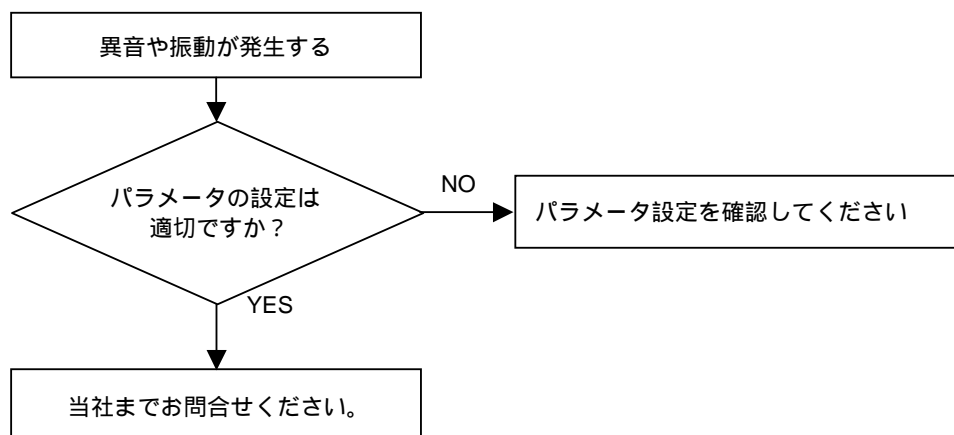 異音や振動が発生する
パラメータの設定は
適切ですか？
NO
パラメータ設定を確認してください
YES
当社までお問合せください。